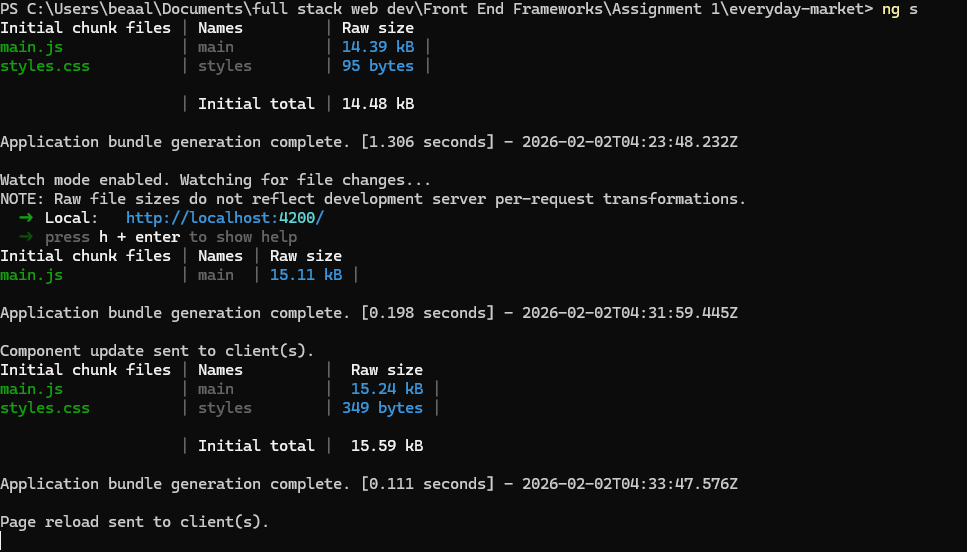 PS C:\Users\beaal\Documents\full stack web dev\Front End Frameworks\Assignment 1\everyday-market> ng s
Initial chunk files | Names         | Raw size
main.js             | main          | 14.39 kB |
styles.css          | styles        | 95 bytes |
                    | Initial total | 14.48 kB
Application bundle generation complete. [1.306 seconds] - 2026-02-02T04:23:48.232Z
Watch mode enabled. Watching for file changes...
NOTE: Raw file sizes do not reflect development server per-request transformations.
  ➜ Local:   http://localhost:4200/
  ➜ press h + enter to show help
Initial chunk files | Names | Raw size
main.js             | main  | 15.11 kB |
Application bundle generation complete. [0.198 seconds] - 2026-02-02T04:31:59.445Z
Component update sent to client(s).
Initial chunk files | Names         |  Raw size
main.js             | main          |  15.24 kB |
styles.css          | styles        | 349 bytes |
                    | Initial total |  15.59 kB
Application bundle generation complete. [0.111 seconds] - 2026-02-02T04:33:47.576Z
Page reload sent to client(s).